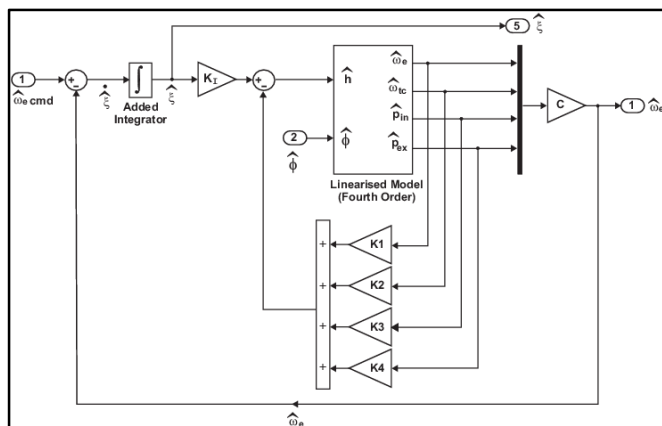 5
ξ̂
1
ω̂e cmd
+
−
ξ̂̇
∫
Added
Integrator
ξ̂
KI
+
−
ĥ
2
ϕ̂
ϕ̂
ω̂e
ω̂tc
p̂in
p̂ex
Linearised Model
(Fourth Order)
C
1
ω̂e
+
K1
+
K2
+
K3
+
K4
ω̂e